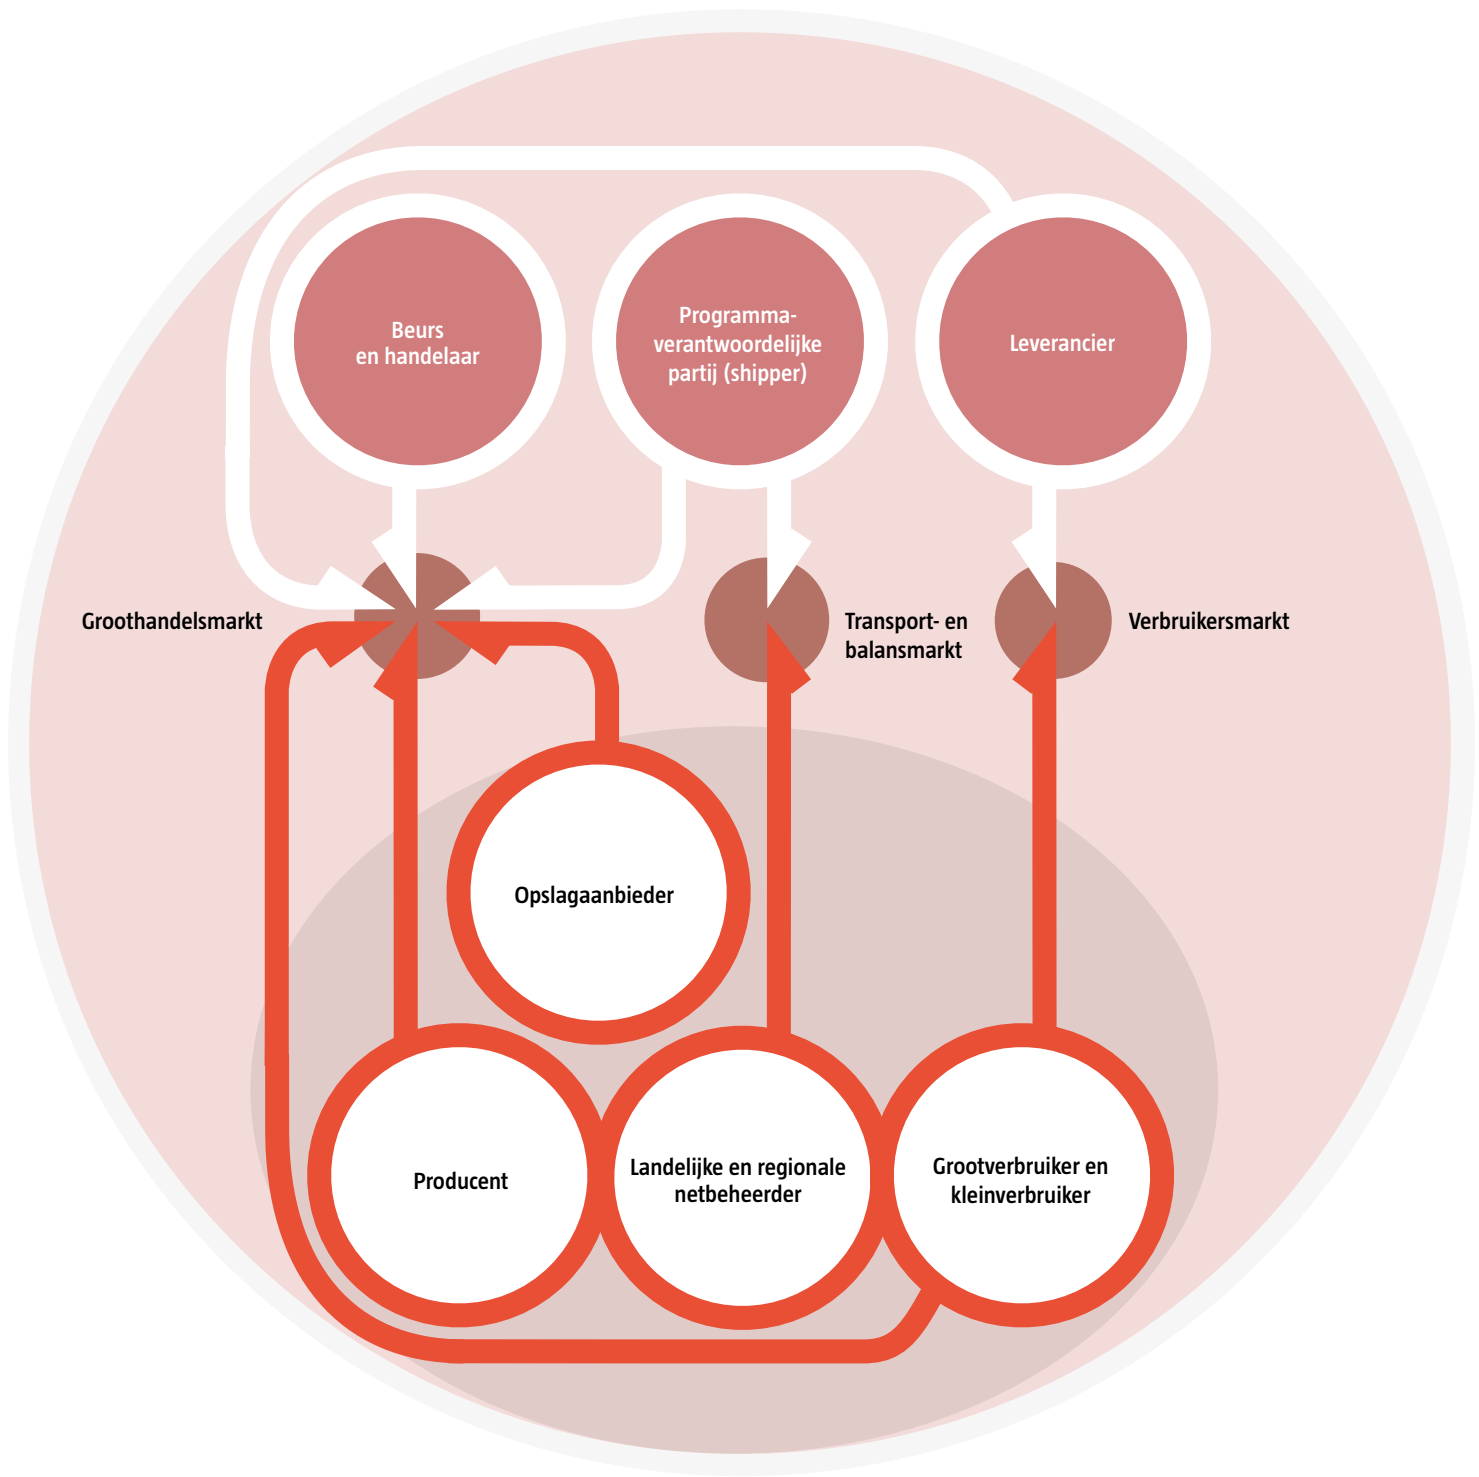 Beurs
en handelaar
Programma-
verantwoordelijke
partij (shipper)
Leverancier
Groothandelsmarkt
Transport- en
balansmarkt
Verbruikersmarkt
Opslagaanbieder
Producent
Landelijke en regionale
netbeheerder
Grootverbruiker en
kleinverbruiker